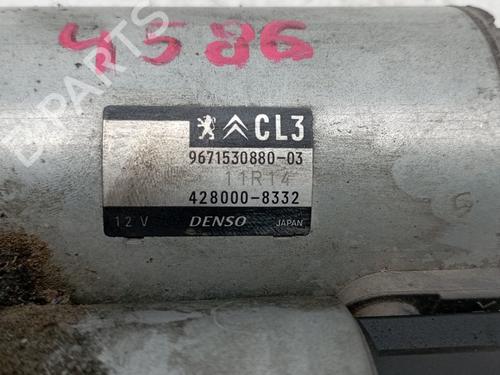 4586
CL3
9671530880-03
11R14
428000-8332
12 V DENSO JAPAN
B-PARTS